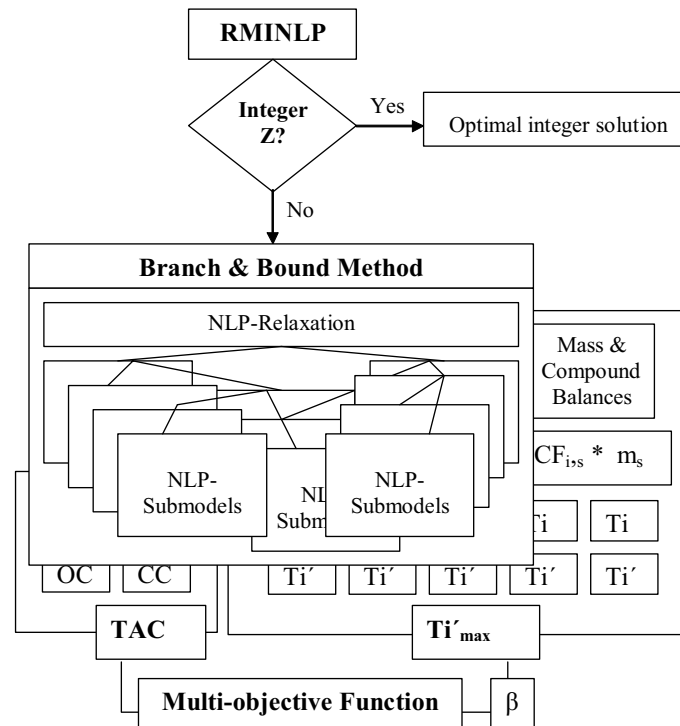 RMINLP
Integer
Z?
Yes
Optimal integer solution
No
Branch & Bound Method
NLP-Relaxation
Mass &
Compound
Balances
CFi,s * ms
NLP-
Submodels
NLP-
Submodels
Ti
Ti
OC
CC
Ti´
Ti´
Ti´
Ti´
Ti´
TAC
Ti´max
Multi-objective Function
β